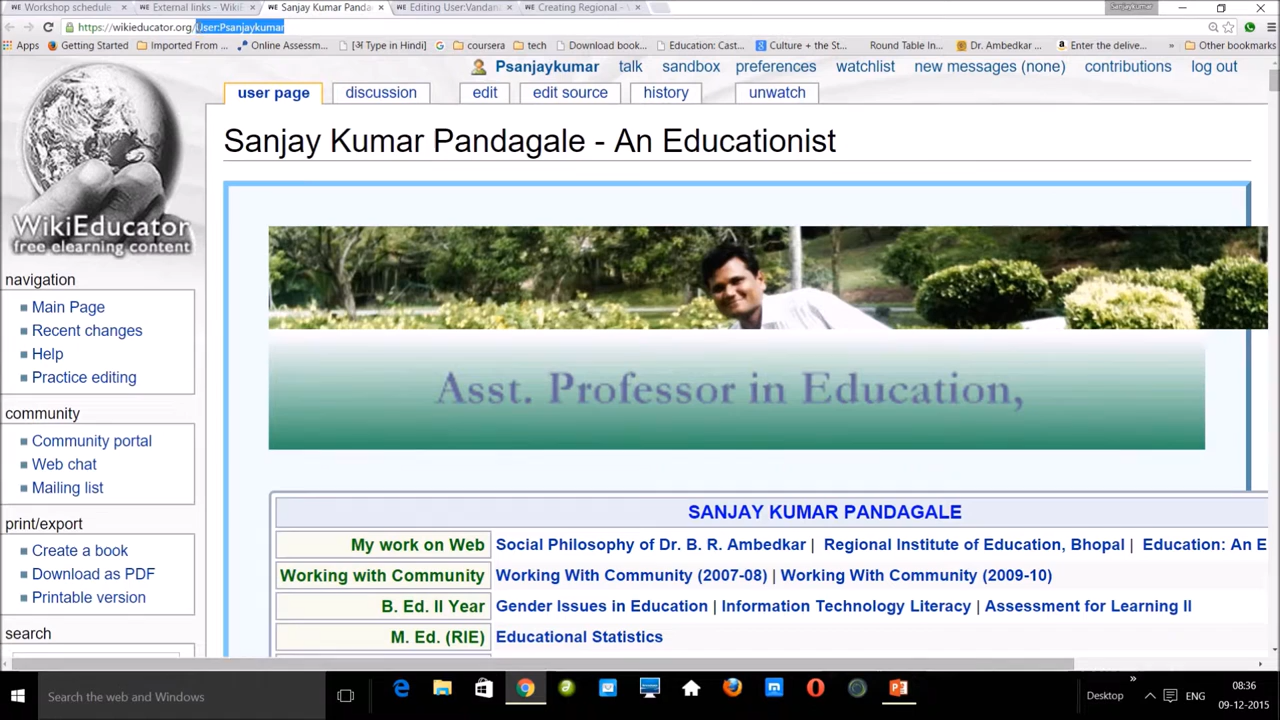 Workshop schedule
External links - WikiE
Sanjay Kumar Panda
Editing User:Vandan
Creating Regional -
Sanjaykumar
https://wikieducator.org/User:Psanjaykumar
Apps Getting Started Imported From ... Online Assessm... [अ Type in Hindi] coursera tech Download book... Education: Cast... Culture + the St... Round Table In... Dr. Ambedkar ... Enter the delive... » Other bookmarks
Psanjaykumar talk sandbox preferences watchlist new messages (none) contributions log out
user page discussion edit edit source history unwatch
Sanjay Kumar Pandagale - An Educationist
WikiEducator
free elearning content
navigation
Main Page
Recent changes
Help
Practice editing
community
Community portal
Web chat
Mailing list
print/export
Create a book
Download as PDF
Printable version
search
Asst. Professor in Education,
SANJAY KUMAR PANDAGALE
My work on Web Social Philosophy of Dr. B. R. Ambedkar | Regional Institute of Education, Bhopal | Education: An E
Working with Community Working With Community (2007-08) | Working With Community (2009-10)
B. Ed. II Year Gender Issues in Education | Information Technology Literacy | Assessment for Learning II
M. Ed. (RIE) Educational Statistics
Search the web and Windows
Desktop » ENG
08:36
09-12-2015